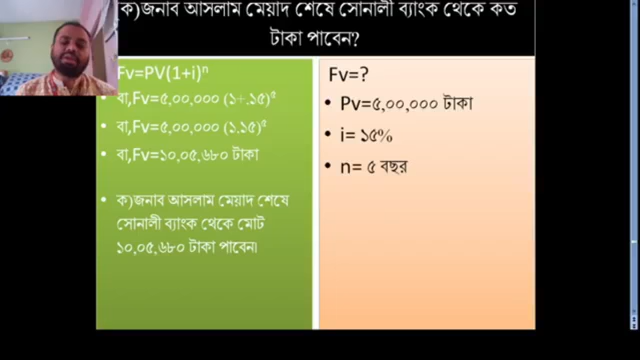 ক)জনাব আসলাম মেয়াদ শেষে সোনালী ব্যাংক থেকে কত
টাকা পাবেন?
Fv=PV(1+i)ⁿ
• বা,Fv=৫,০০,০০০ (১+.১৫)⁵
• বা,Fv=৫,০০,০০০ (১.১৫)⁵
• বা,Fv=১০,০৫,৬৮০ টাকা
• ক)জনাব আসলাম মেয়াদ শেষে
সোনালী ব্যাংক থেকে মোট
১০,০৫,৬৮০ টাকা পাবেন।
Fv=?
• Pv=৫,০০,০০০ টাকা
• i= ১৫%
• n= ৫ বছর